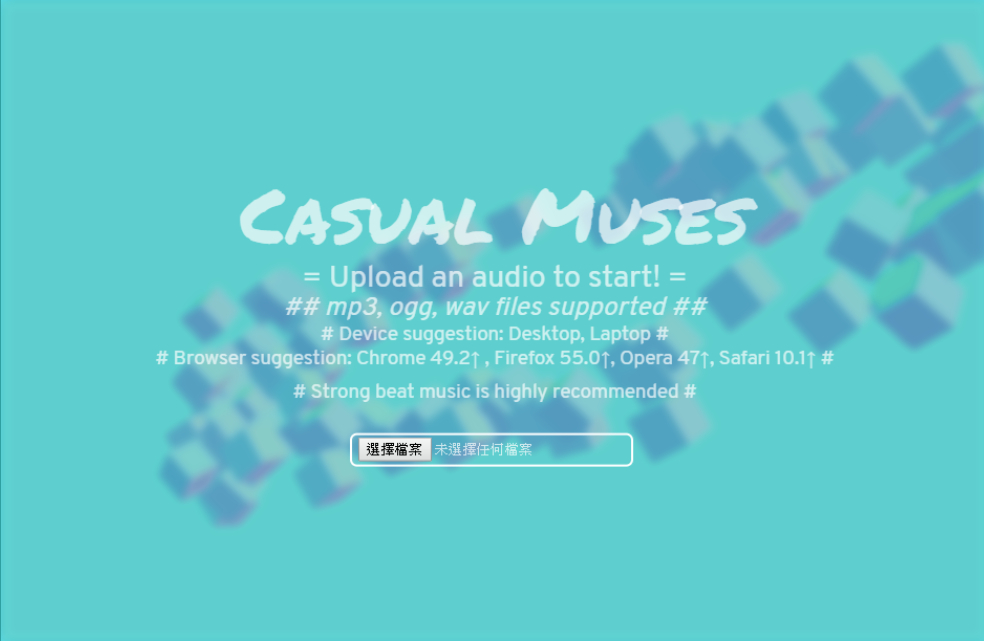 Casual Muses
= Upload an audio to start! =
## mp3, ogg, wav files supported ##
# Device suggestion: Desktop, Laptop #
# Browser suggestion: Chrome 49.2↑ , Firefox 55.0↑, Opera 47↑, Safari 10.1↑ #
# Strong beat music is highly recommended #
選擇檔案 未選擇任何檔案